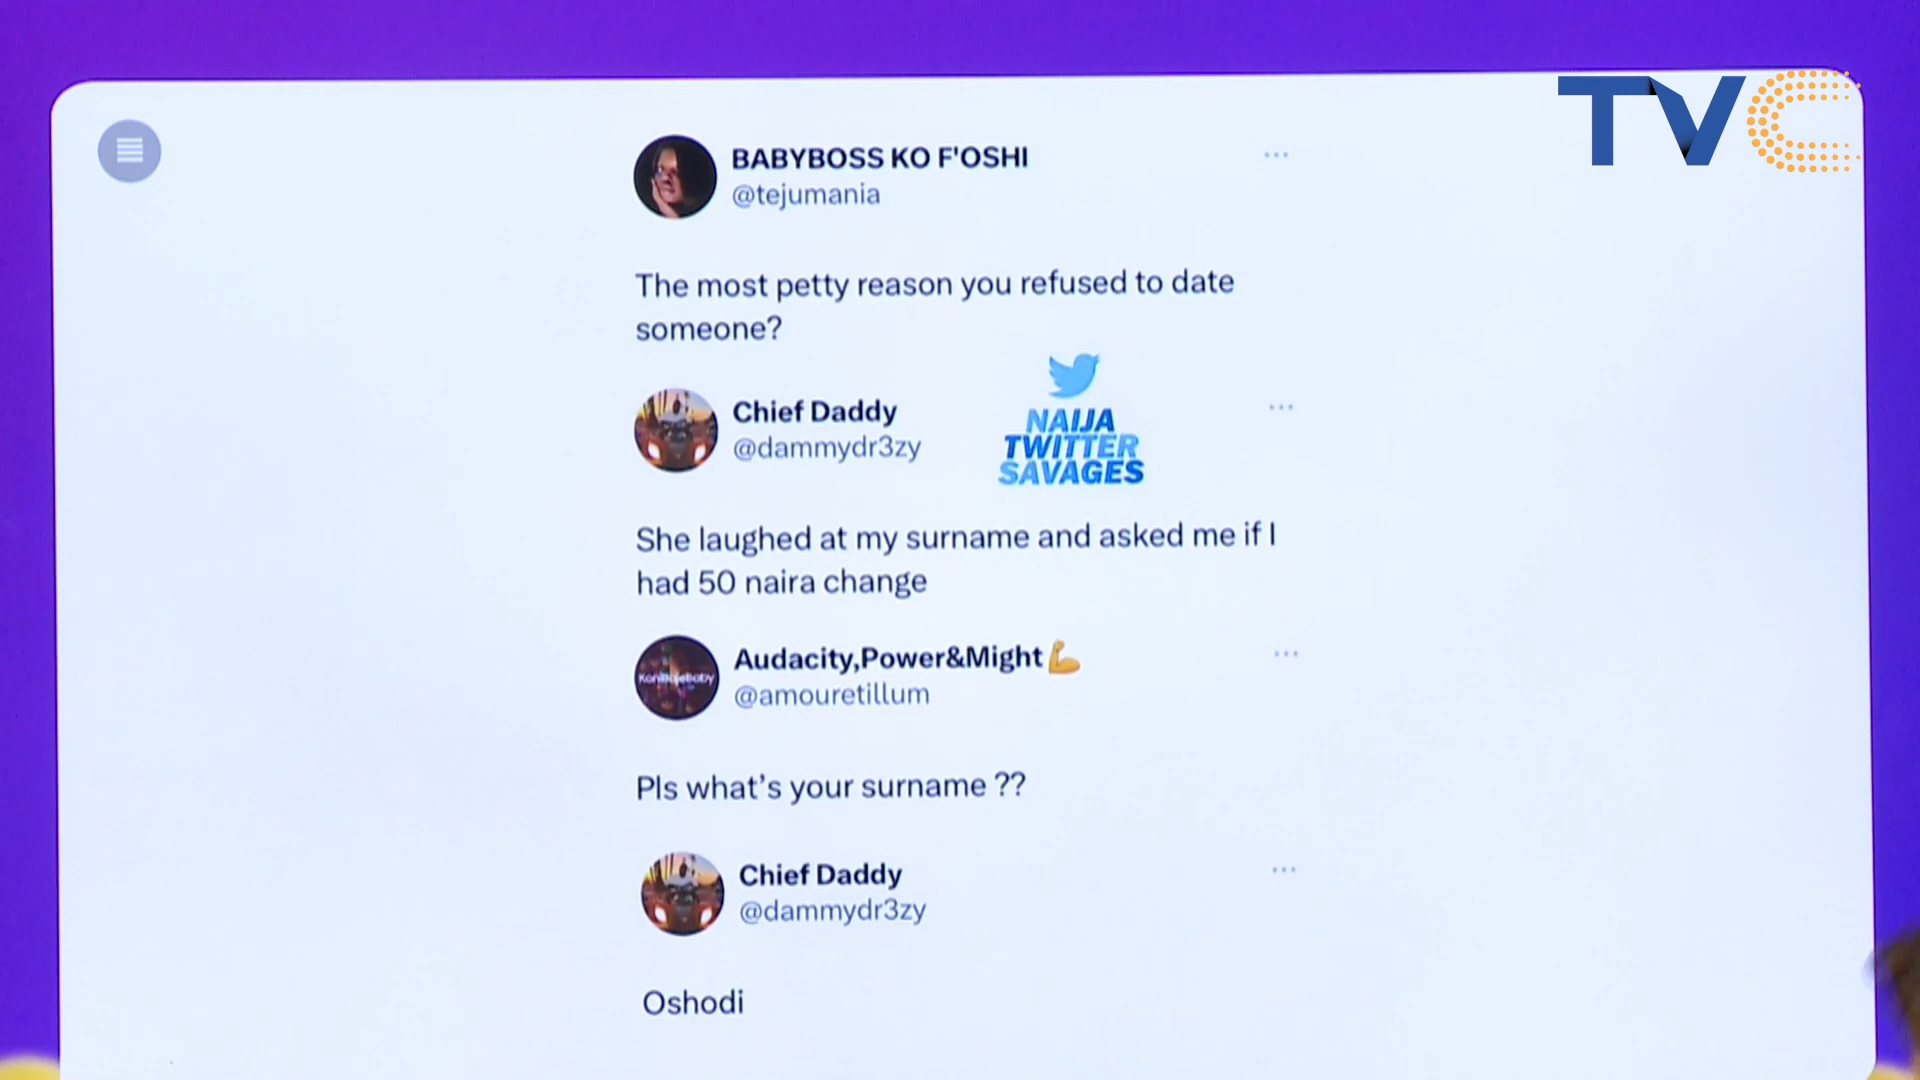 TVC
BABYBOSS KO F'OSHI
@tejumania
The most petty reason you refused to date
someone?
Chief Daddy
@dammydr3zy
NAIJA
TWITTER
SAVAGES
She laughed at my surname and asked me if I
had 50 naira change
Audacity,Power&Might💪
@amouretillum
Pls what's your surname ??
Chief Daddy
@dammydr3zy
Oshodi